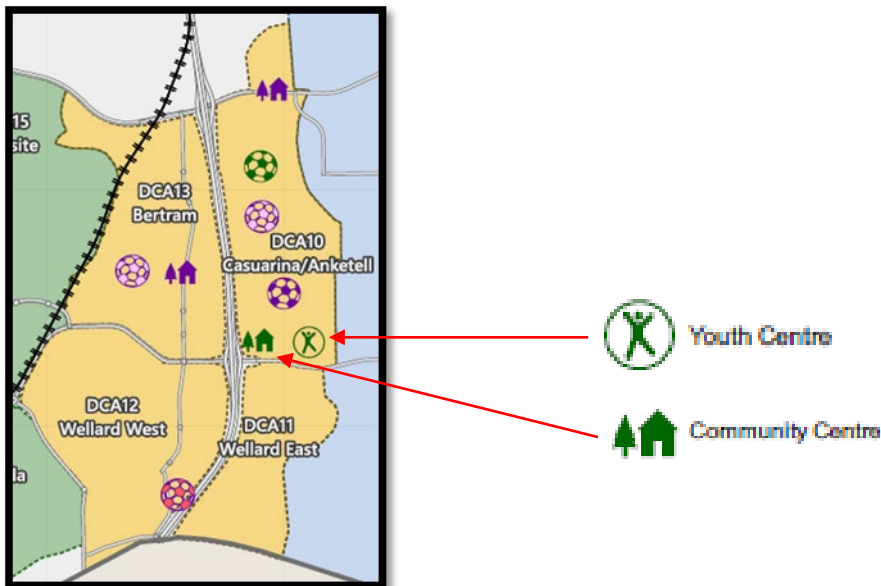 15
site
DCA13
Bertram
DCA10
Casuarina/Anketell
Youth Centre
DCA12
Wellard West
DCA11
Wellard East
Community Centre
la